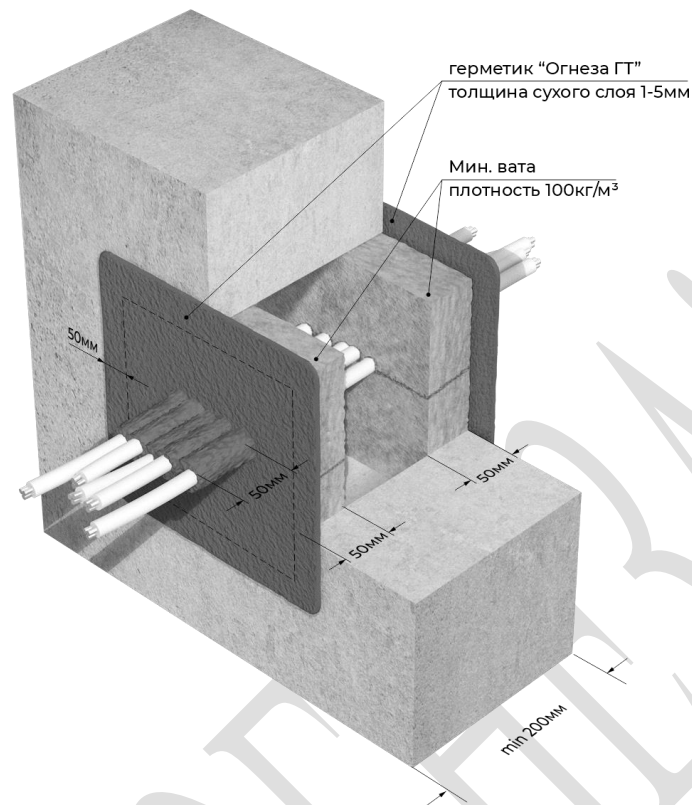 герметик “Огнеза ГТ”
толщина сухого слоя 1-5мм
Мин. вата
плотность 100кг/м³
50мм
50мм
50мм
50мм
min 200мм